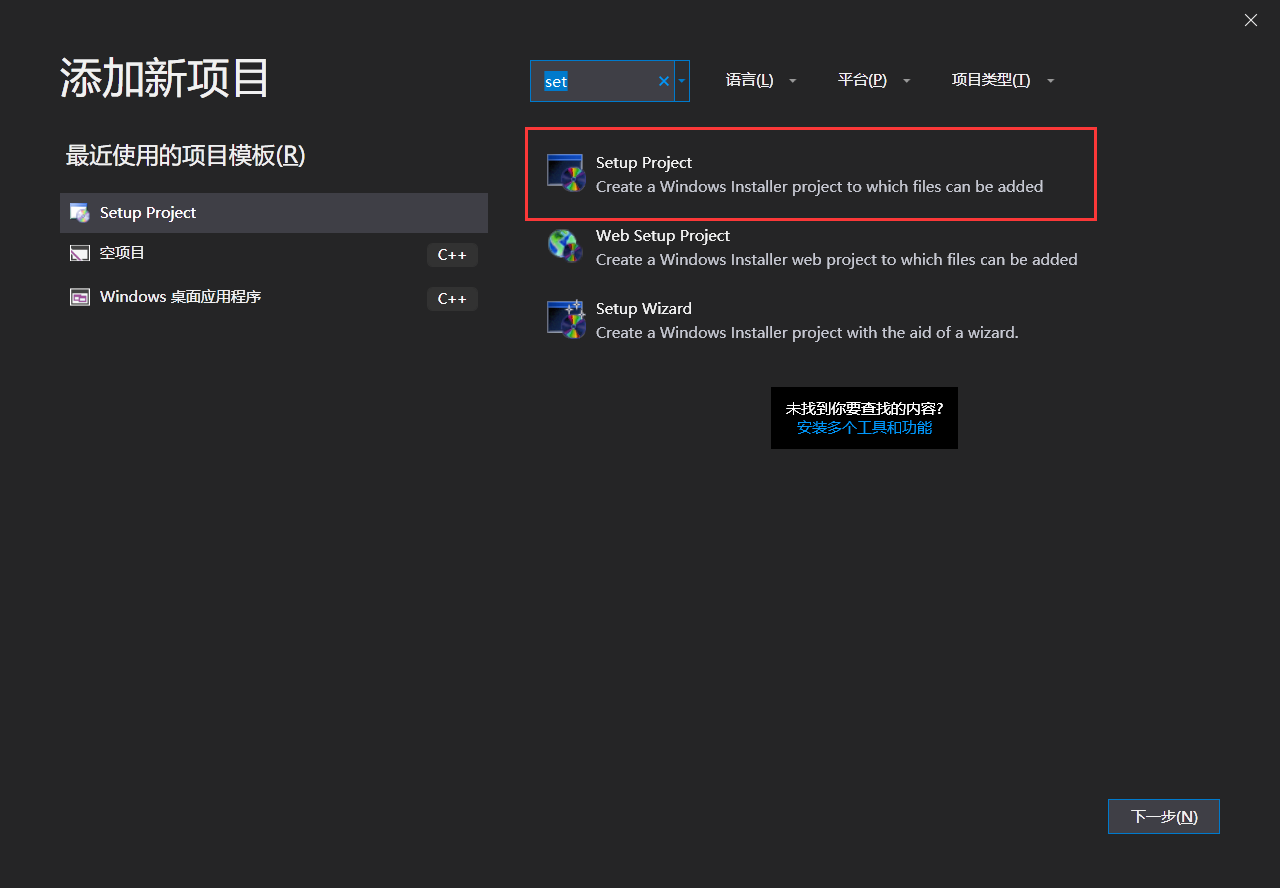 添加新项目
最近使用的项目模板(R)
Setup Project
空项目
C++
Windows 桌面应用程序
C++
set
语言(L)
平台(P)
项目类型(T)
Setup Project
Create a Windows Installer project to which files can be added
Web Setup Project
Create a Windows Installer web project to which files can be added
Setup Wizard
Create a Windows Installer project with the aid of a wizard.
未找到你要查找的内容?
安装多个工具和功能
下一步(N)